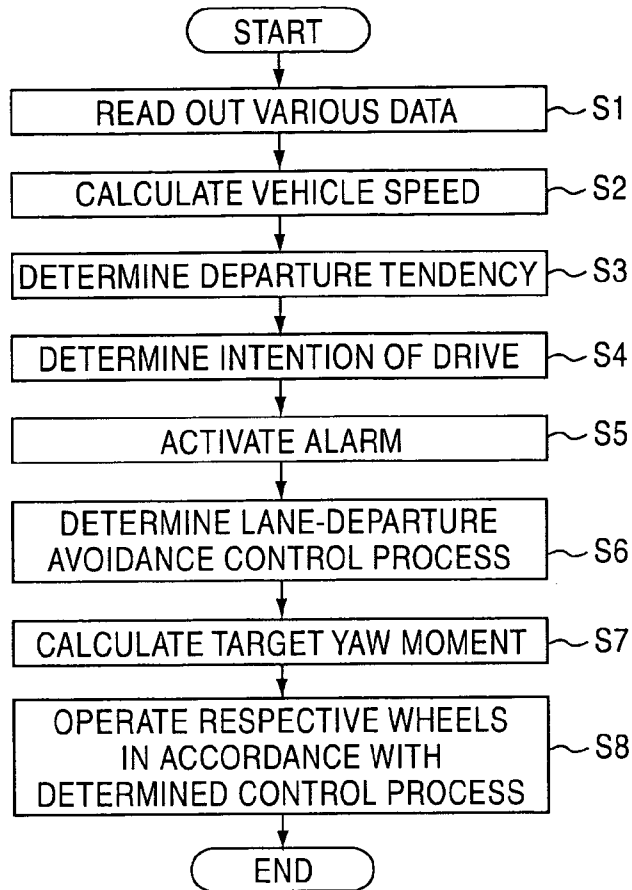 START
READ OUT VARIOUS DATA S1
CALCULATE VEHICLE SPEED S2
DETERMINE DEPARTURE TENDENCY S3
DETERMINE INTENTION OF DRIVE S4
ACTIVATE ALARM S5
DETERMINE LANE-DEPARTURE
AVOIDANCE CONTROL PROCESS S6
CALCULATE TARGET YAW MOMENT S7
OPERATE RESPECTIVE WHEELS
IN ACCORDANCE WITH S8
DETERMINED CONTROL PROCESS
END